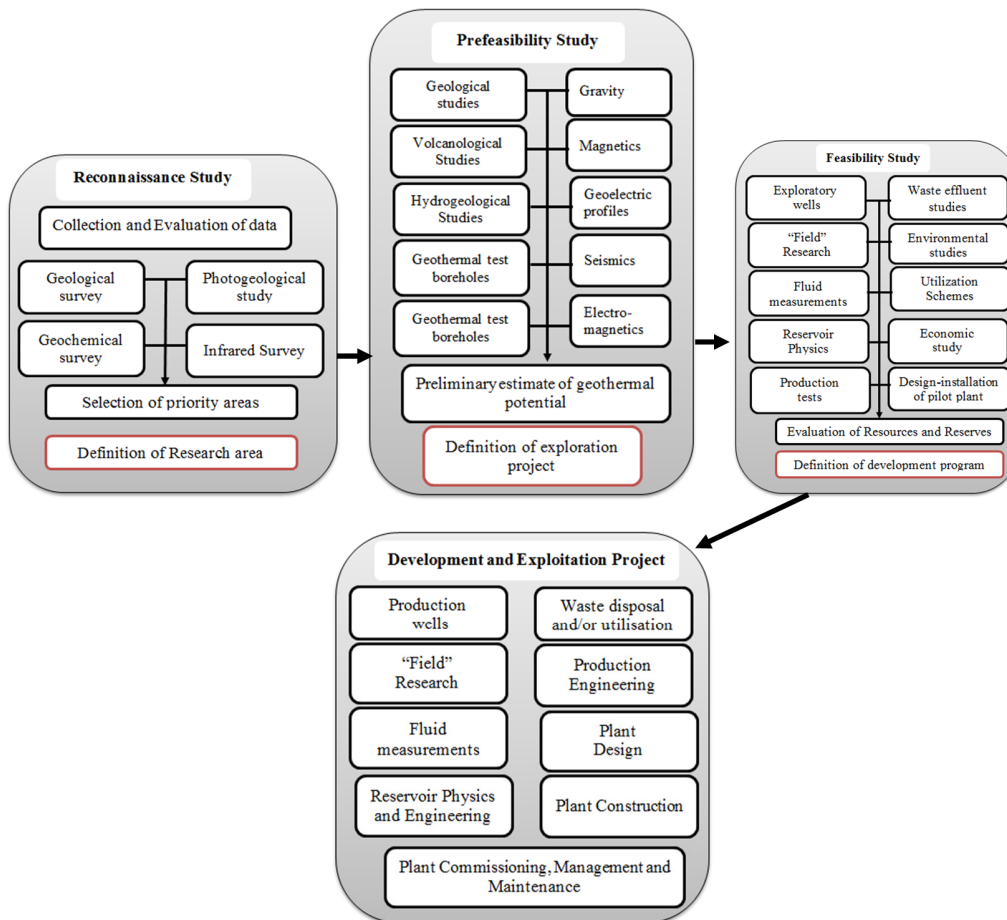 Reconnaissance Study
Collection and Evaluation of data
Geological
survey
Photogeological
study
Geochemical
survey
Infrared Survey
Selection of priority areas
Definition of Research area
Prefeasibility Study
Geological
studies
Gravity
Volcanological
Studies
Magnetics
Hydrogeological
Studies
Geoelectric
profiles
Geothermal test
boreholes
Seismics
Geothermal test
boreholes
Electro-
magnetics
Preliminary estimate of geothermal
potential
Definition of exploration
project
Feasibility Study
Exploratory
wells
Waste effluent
studies
“Field”
Research
Environmental
studies
Fluid
measurements
Utilization
Schemes
Reservoir
Physics
Economic
study
Production
tests
Design-installation
of pilot plant
Evaluation of Resources and Reserves
Definition of development program
Development and Exploitation Project
Production
wells
Waste disposal
and/or utilisation
“Field”
Research
Production
Engineering
Fluid
measurements
Plant
Design
Reservoir Physics
and Engineering
Plant Construction
Plant Commissioning, Management and
Maintenance